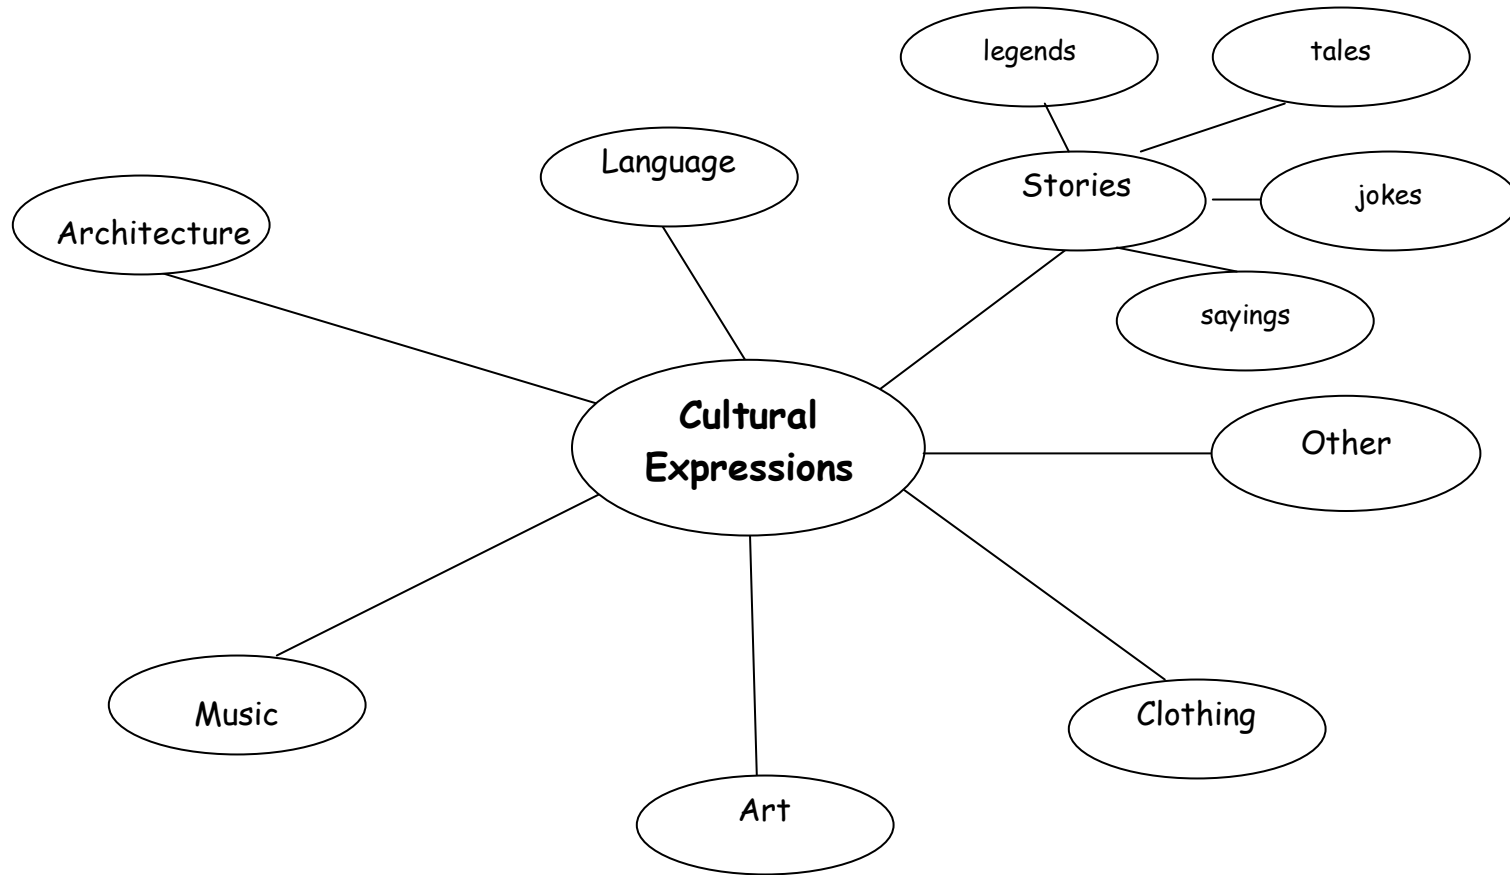 legends
tales
Language
Stories
jokes
Architecture
sayings
Cultural
Expressions
Other
Music
Clothing
Art